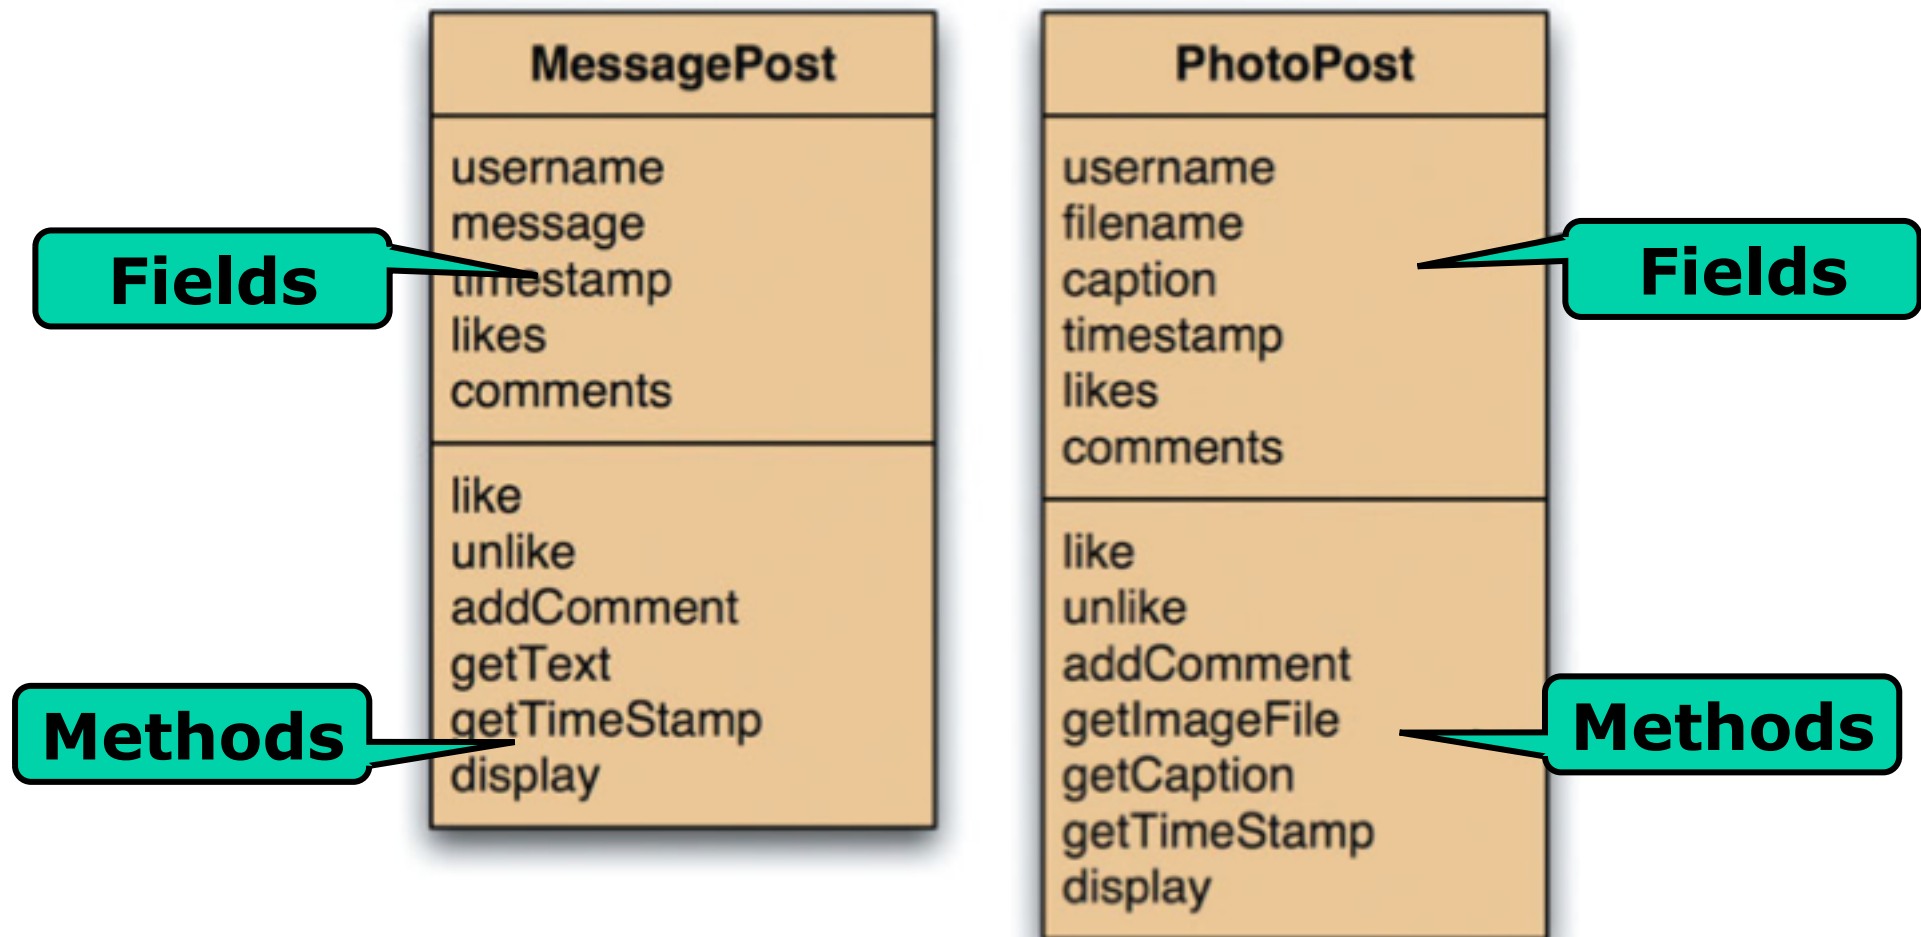 MessagePost
username
message
timestamp
likes
comments
like
unlike
addComment
getText
getTimeStamp
display
Fields
Methods
PhotoPost
username
filename
caption
timestamp
likes
comments
like
unlike
addComment
getImageFile
getCaption
getTimeStamp
display
Fields
Methods